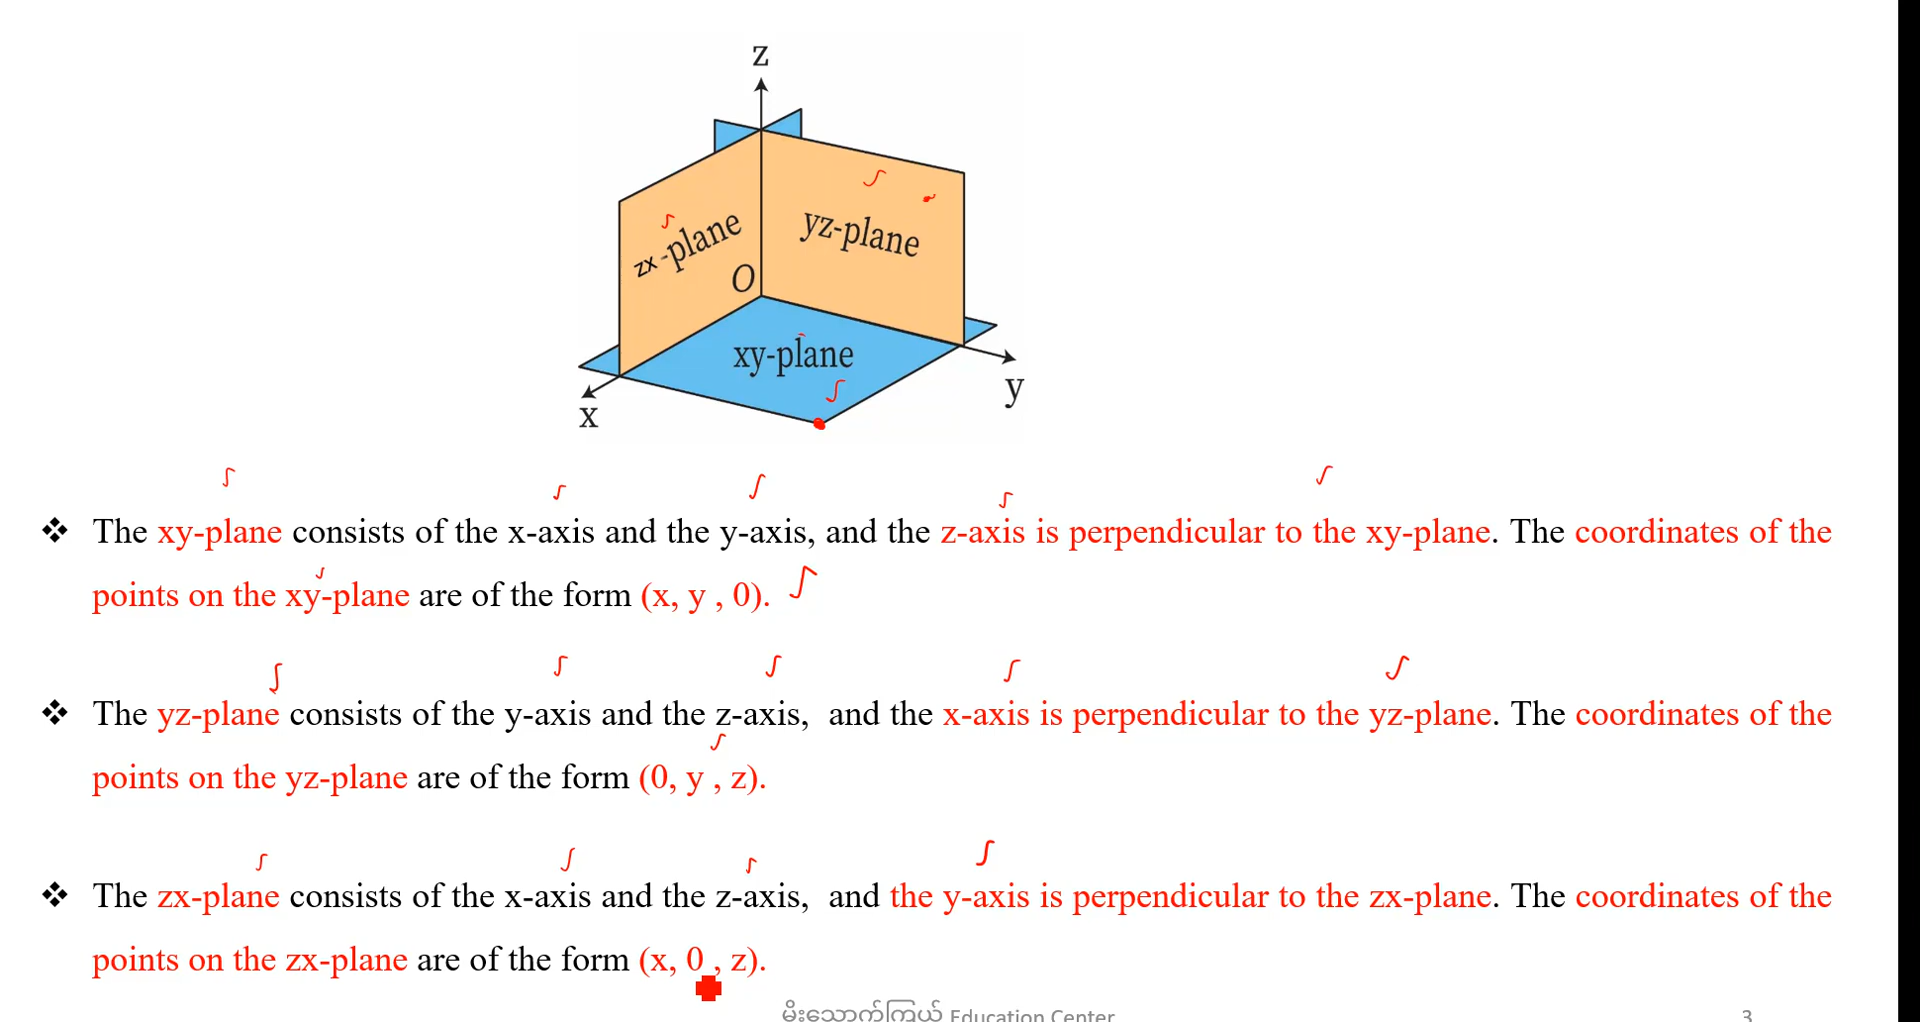 z
zx-plane
yz-plane
O
xy-plane
x
y
❖ The xy-plane consists of the x-axis and the y-axis, and the z-axis is perpendicular to the xy-plane. The coordinates of the
points on the xy-plane are of the form (x, y , 0).
❖ The yz-plane consists of the y-axis and the z-axis,  and the x-axis is perpendicular to the yz-plane. The coordinates of the
points on the yz-plane are of the form (0, y , z).
❖ The zx-plane consists of the x-axis and the z-axis,  and the y-axis is perpendicular to the zx-plane. The coordinates of the
points on the zx-plane are of the form (x, 0 , z).
မိုးသောက်ကြယ် Education Center
3